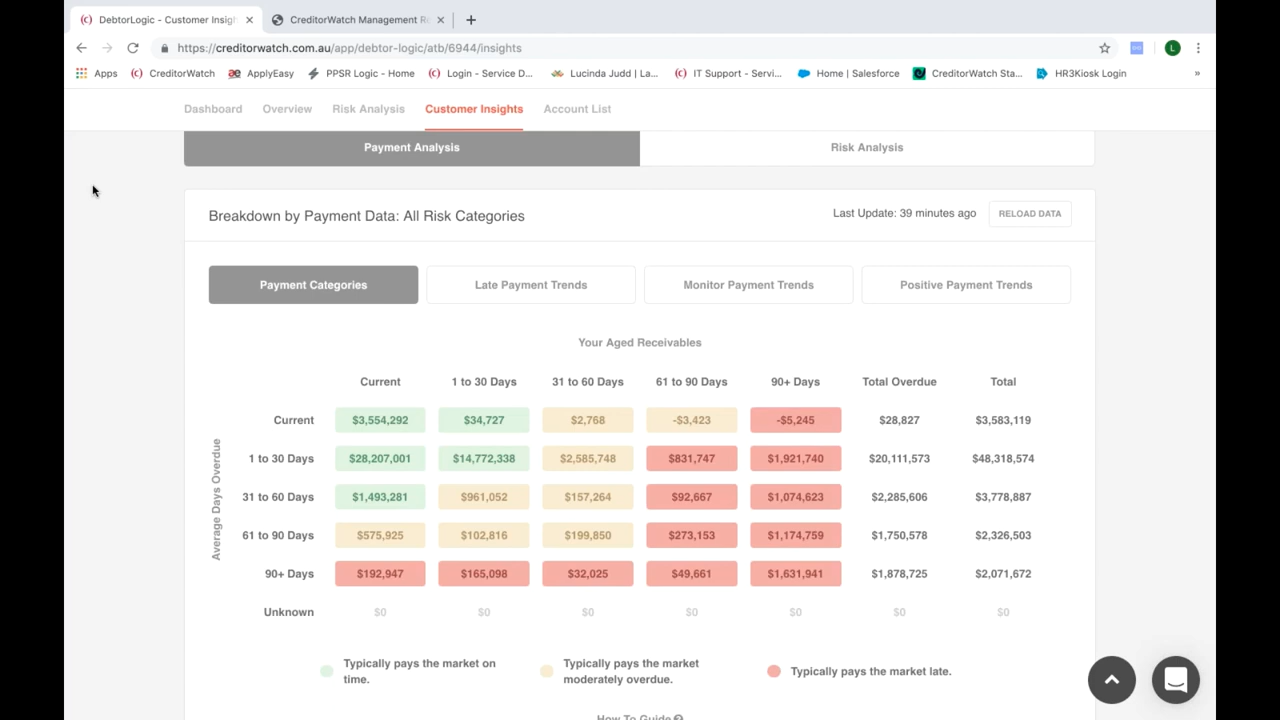 DebtorLogic - Customer Insigh
CreditorWatch Management R
https://creditorwatch.com.au/app/debtor-logic/atb/6944/insights
L
Apps CreditorWatch ApplyEasy PPSR Logic - Home Login - Service D... Lucinda Judd | La... IT Support - Servi... Home | Salesforce CreditorWatch Sta... HR3Kiosk Login »
Dashboard Overview Risk Analysis Customer Insights Account List
Payment Analysis Risk Analysis
Breakdown by Payment Data: All Risk Categories Last Update: 39 minutes ago RELOAD DATA
Payment Categories Late Payment Trends Monitor Payment Trends Positive Payment Trends
Your Aged Receivables
Current 1 to 30 Days 31 to 60 Days 61 to 90 Days 90+ Days Total Overdue Total
Average Days Overdue
Current $3,554,292 $34,727 $2,768 -$3,423 -$5,245 $28,827 $3,583,119
1 to 30 Days $28,207,001 $14,772,338 $2,585,748 $831,747 $1,921,740 $20,111,573 $48,318,574
31 to 60 Days $1,493,281 $961,052 $157,264 $92,667 $1,074,623 $2,285,606 $3,778,887
61 to 90 Days $575,925 $102,816 $199,850 $273,153 $1,174,759 $1,750,578 $2,326,503
90+ Days $192,947 $165,098 $32,025 $49,661 $1,631,941 $1,878,725 $2,071,672
Unknown $0 $0 $0 $0 $0 $0 $0
Typically pays the market on
time.
Typically pays the market
moderately overdue.
Typically pays the market late.
How To Guide